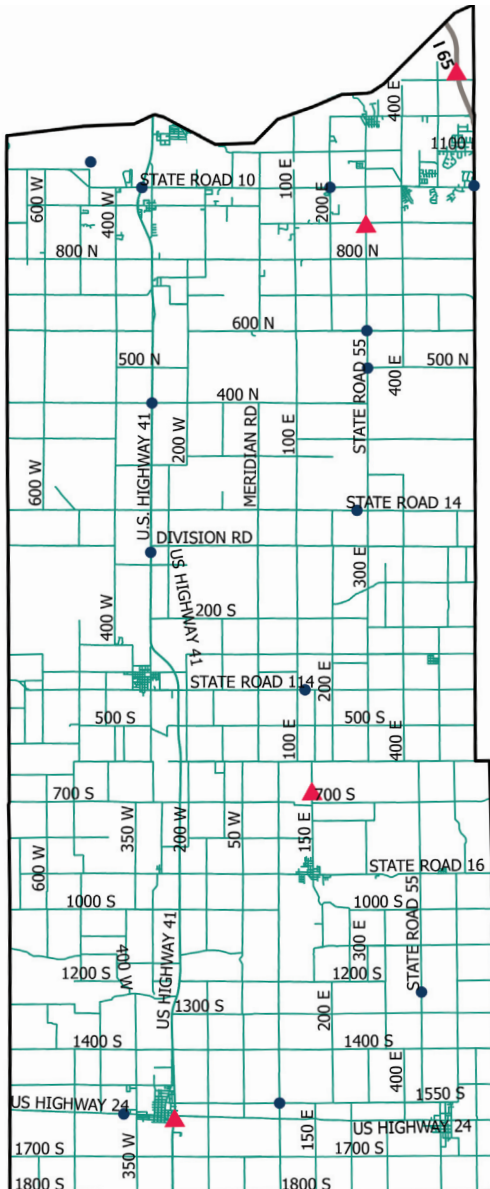 I 65
400 E
1100
STATE ROAD 10
100 E
200 E
600 W
400 W
800 N
800 N
600 N
500 N
500 N
STATE ROAD 55
400 E
400 N
U.S. HIGHWAY 41
200 W
MERIDIAN RD
100 E
600 W
STATE ROAD 14
DIVISION RD
US HIGHWAY 41
300 E
400 W
200 S
STATE ROAD 114
200 E
500 S
500 S
100 E
400 E
700 S
700 S
350 W
200 W
50 W
150 E
600 W
STATE ROAD 16
1000 S
1000 S
STATE ROAD 55
300 E
400 W
US HIGHWAY 41
1200 S
1200 S
1300 S
200 E
1400 S
1400 S
400 E
1550 S
US HIGHWAY 24
US HIGHWAY 24
150 E
350 W
1700 S
1700 S
1800 S
1800 S